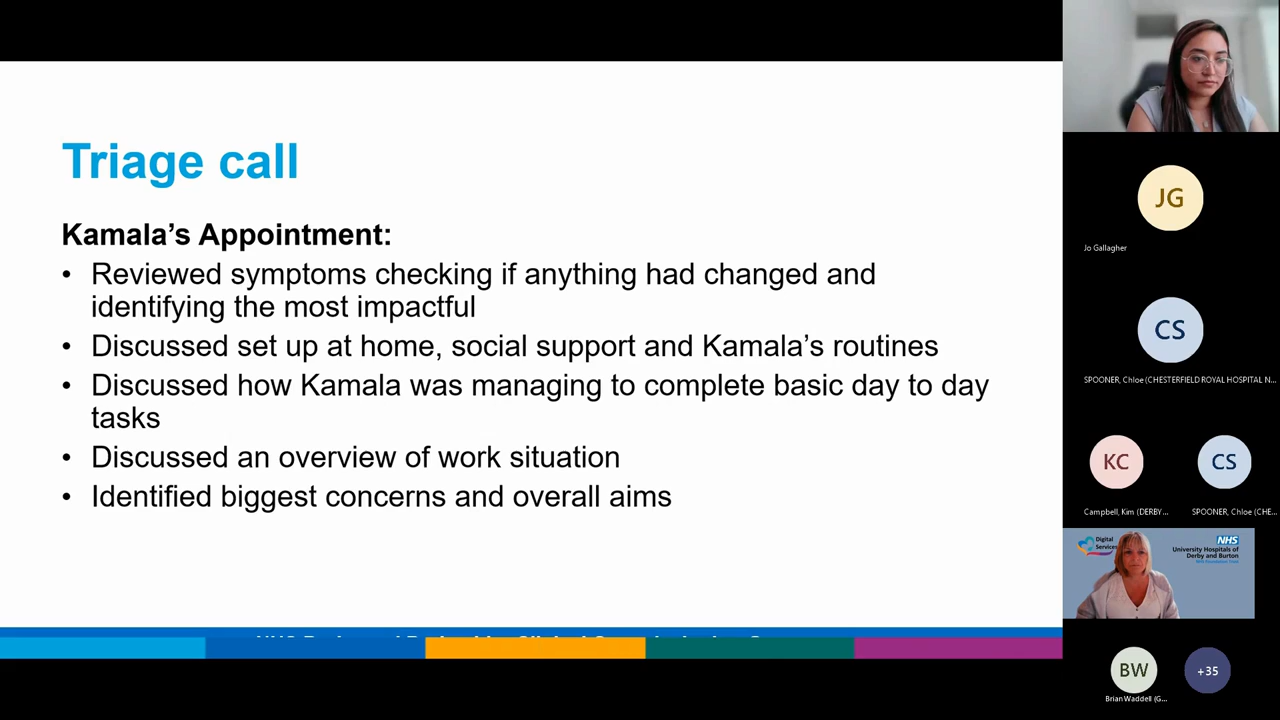 Triage call
Kamala's Appointment:
• Reviewed symptoms checking if anything had changed and
identifying the most impactful
• Discussed set up at home, social support and Kamala's routines
• Discussed how Kamala was managing to complete basic day to day
tasks
• Discussed an overview of work situation
• Identified biggest concerns and overall aims
JG
Jo Gallagher
CS
SPOONER, Chloe (CHESTERFIELD ROYAL HOSPITAL N...
KC
CS
Campbell, Kim (DERBY...
SPOONER, Chloe (CHE...
Digital
Services
NHS
University Hospitals of
Derby and Burton
NHS Foundation Trust
BW
+35
Brian Waddell (G...